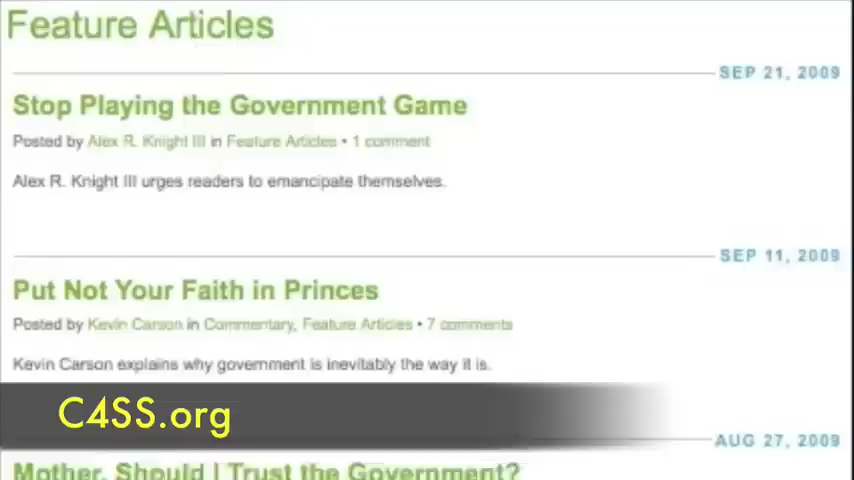 Feature Articles
SEP 21, 2009
Stop Playing the Government Game
Posted by Alex R. Knight III in Feature Articles • 1 comment
Alex R. Knight III urges readers to emancipate themselves.
SEP 11, 2009
Put Not Your Faith in Princes
Posted by Kevin Carson in Commentary, Feature Articles • 7 comments
Kevin Carson explains why government is inevitably the way it is.
C4SS.org
AUG 27, 2009
Mother, Should I Trust the Government?